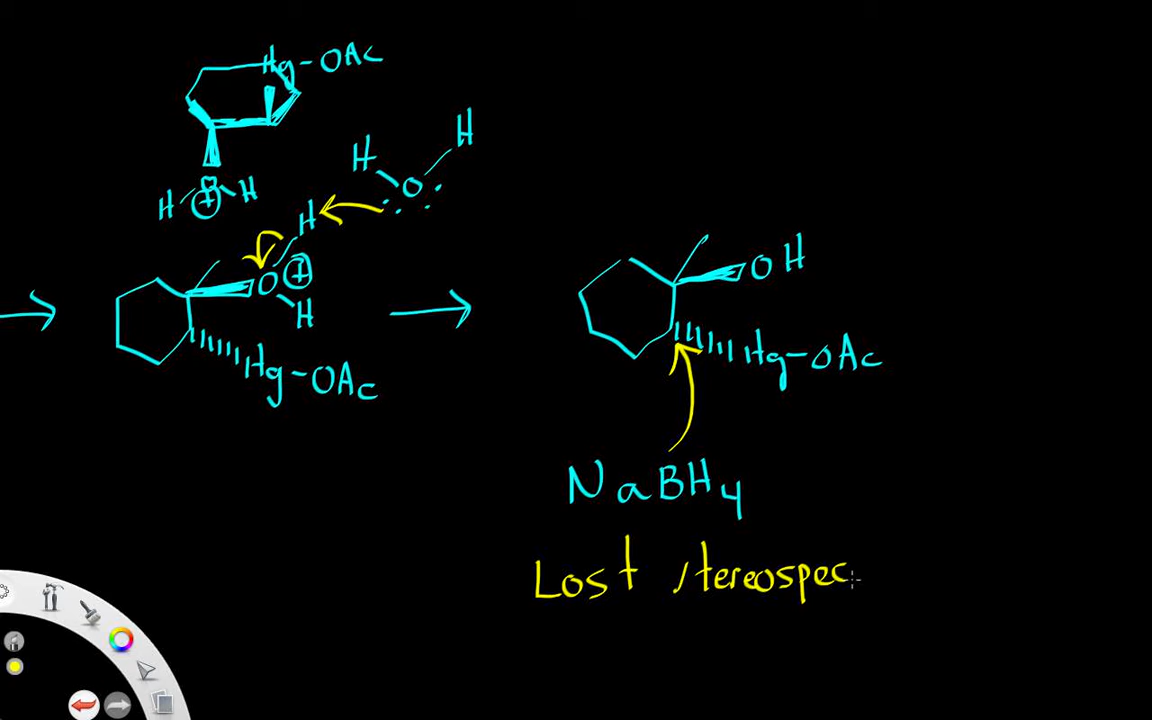 Hg-OAc
H
H
O
H ⊕ H
H
O ⊕
H
Hg-OAc
OH
Hg-OAc
NaBH4
Lost stereospec